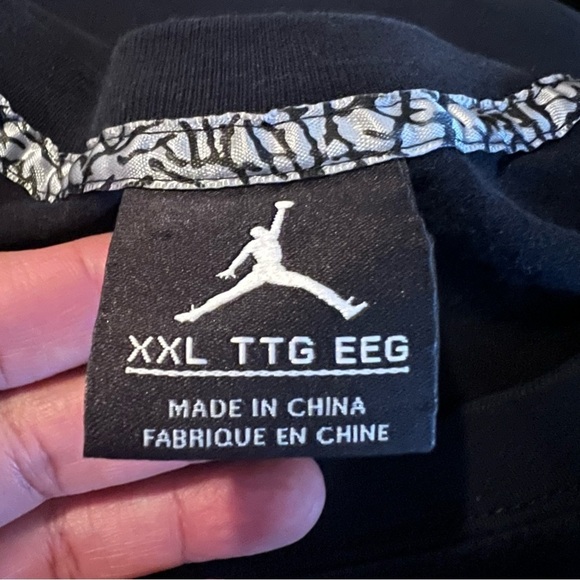 XXL TTG EEG
MADE IN CHINA
FABRIQUE EN CHINE